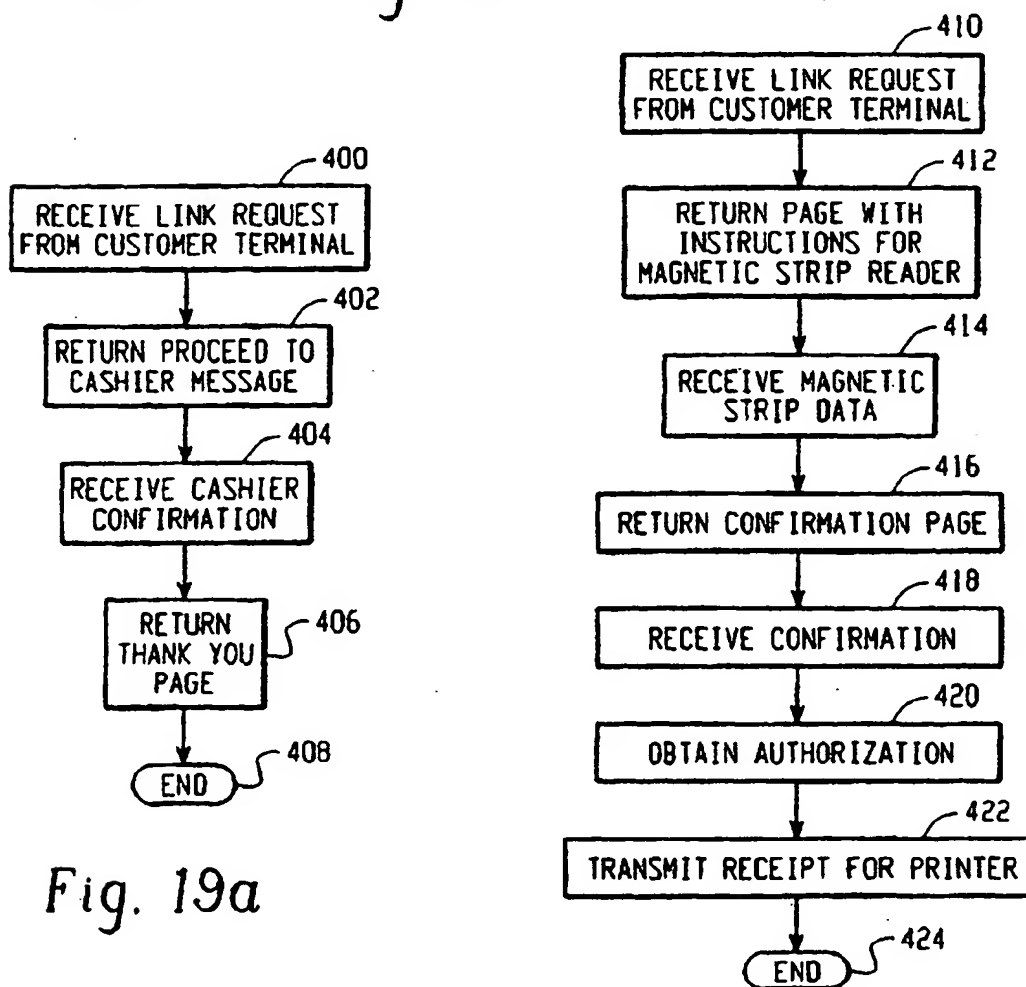 400
RECEIVE LINK REQUEST
FROM CUSTOMER TERMINAL
402
RETURN PROCEED TO
CASHIER MESSAGE
404
RECEIVE CASHIER
CONFIRMATION
RETURN
THANK YOU
PAGE
406
END
408
Fig. 19a
410
RECEIVE LINK REQUEST
FROM CUSTOMER TERMINAL
412
RETURN PAGE WITH
INSTRUCTIONS FOR
MAGNETIC STRIP READER
414
RECEIVE MAGNETIC
STRIP DATA
416
RETURN CONFIRMATION PAGE
418
RECEIVE CONFIRMATION
420
OBTAIN AUTHORIZATION
422
TRANSMIT RECEIPT FOR PRINTER
END
424